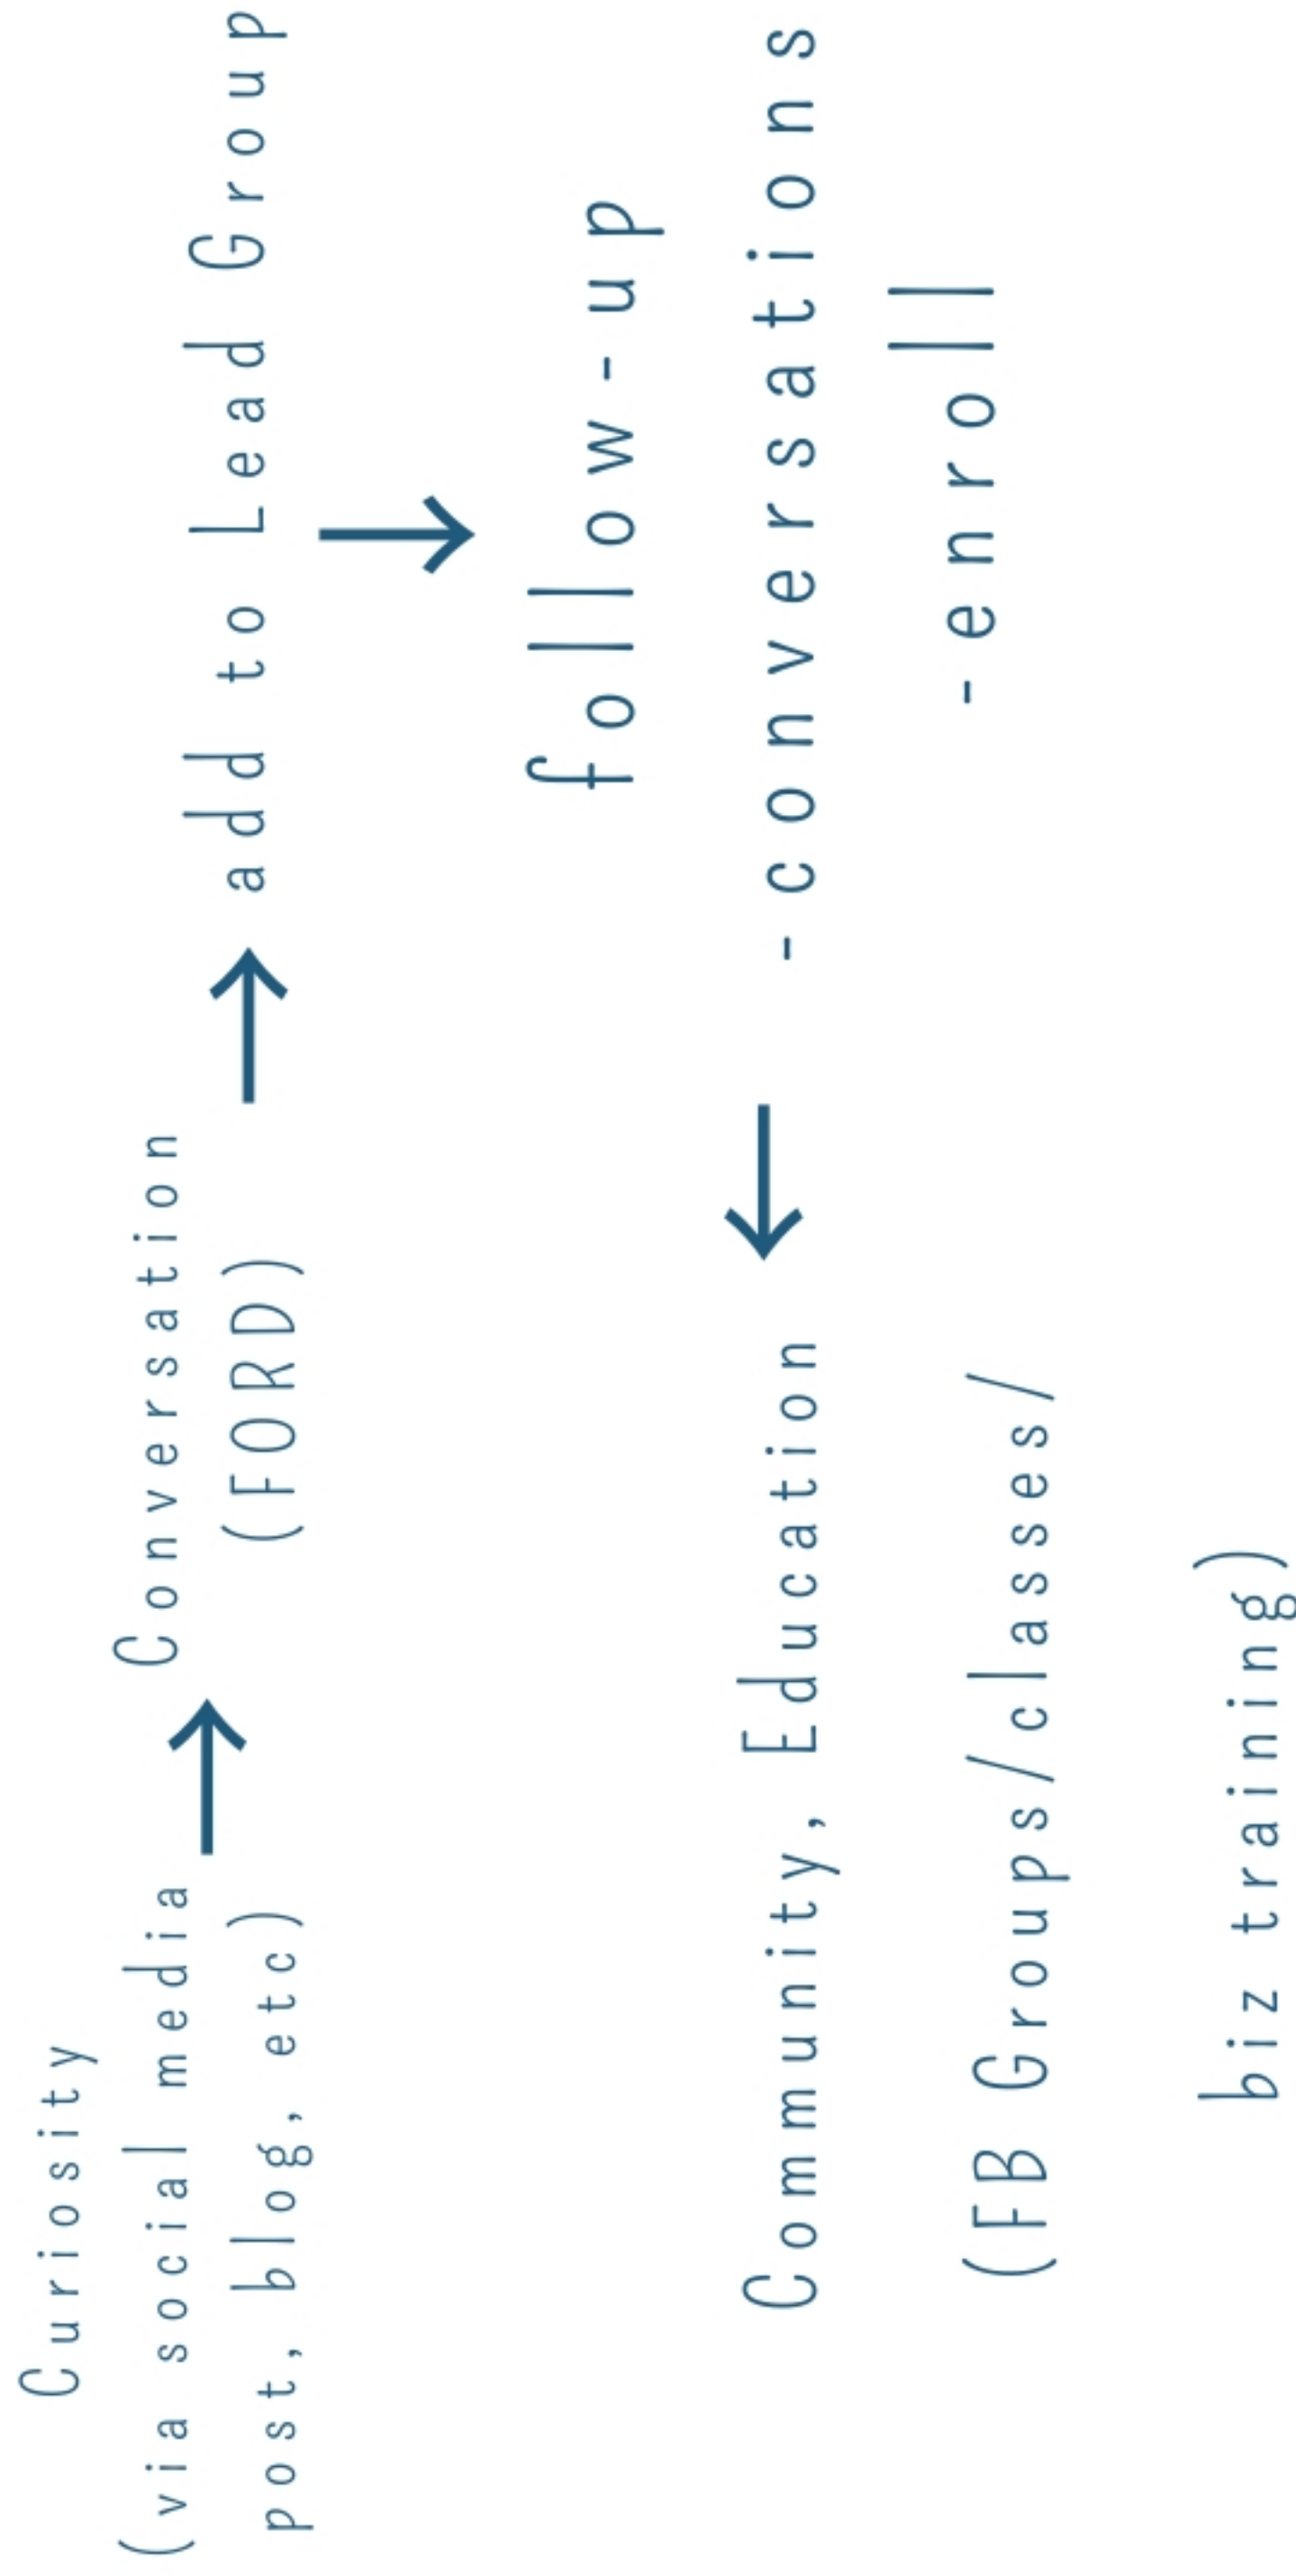 Curiosity
(via social media
post, blog, etc)
Conversation
(FORD)
add to Lead Group
follow-up
-conversations
-enroll
Community, Education
(FB Groups/classes/
biz training)